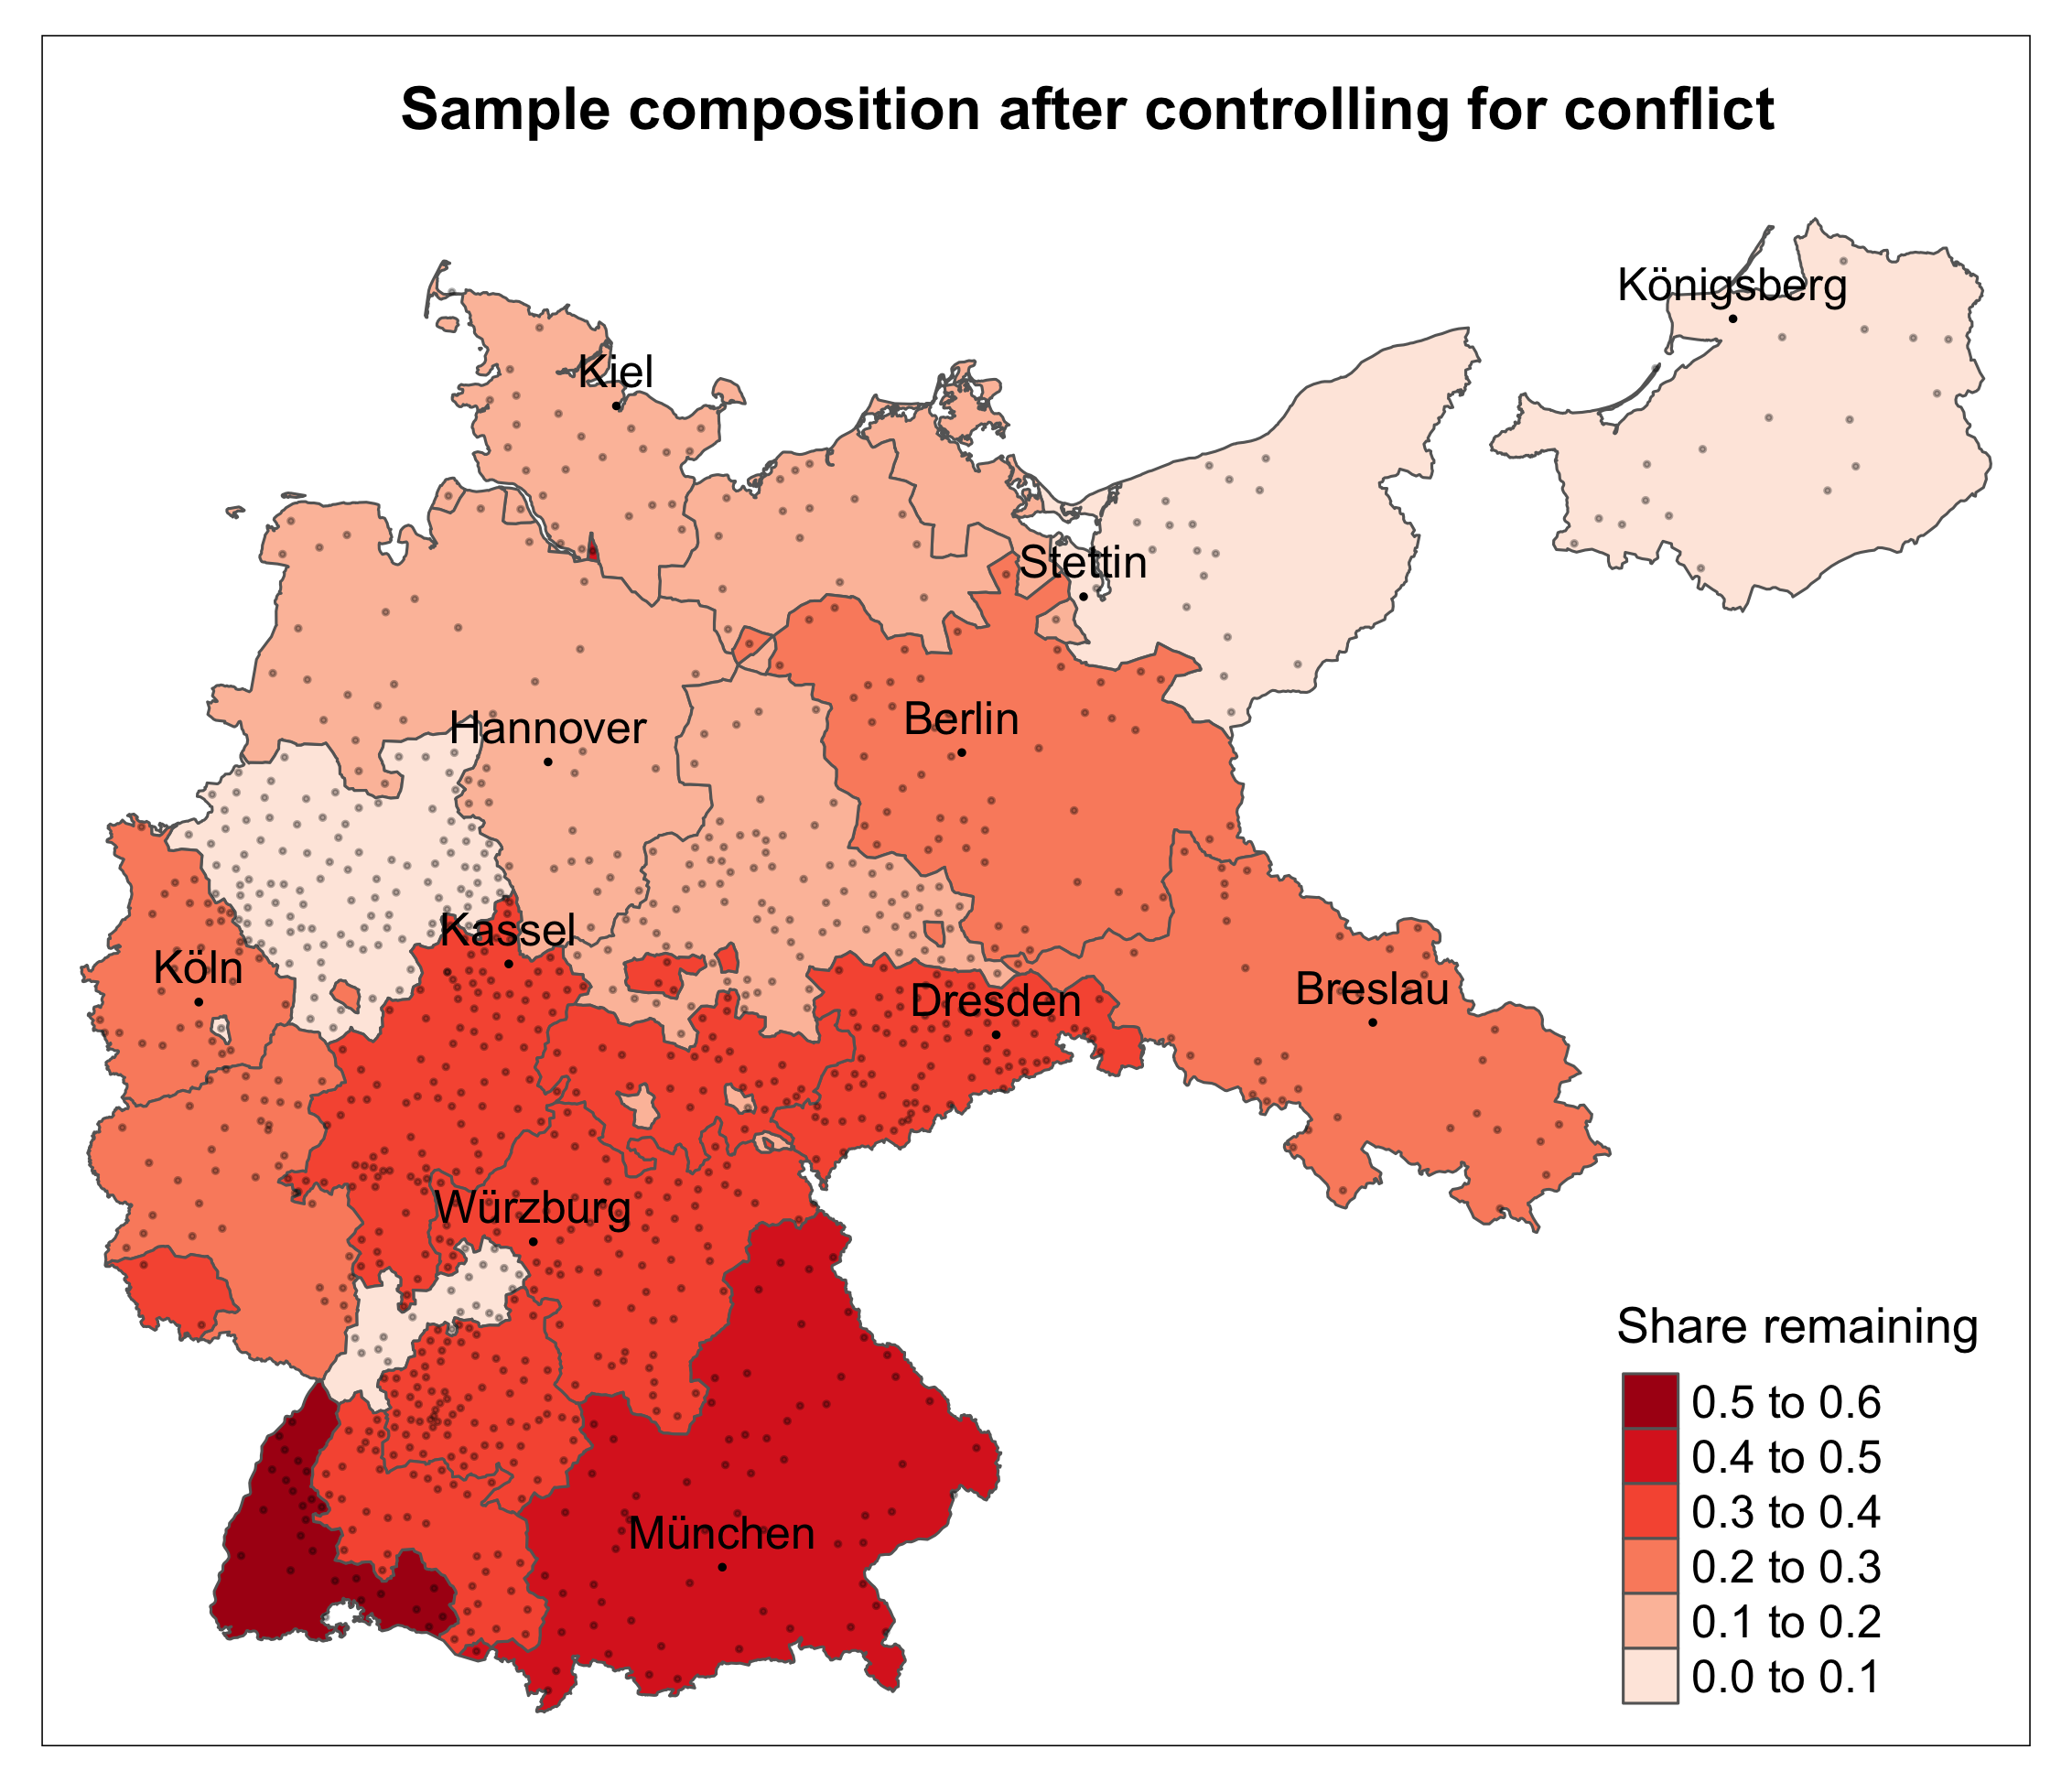 Sample composition after controlling for conflict
Königsberg
Kiel
Stettin
Hannover
Berlin
Kassel
Köln
Dresden
Breslau
Würzburg
München
Share remaining
0.5 to 0.6
0.4 to 0.5
0.3 to 0.4
0.2 to 0.3
0.1 to 0.2
0.0 to 0.1